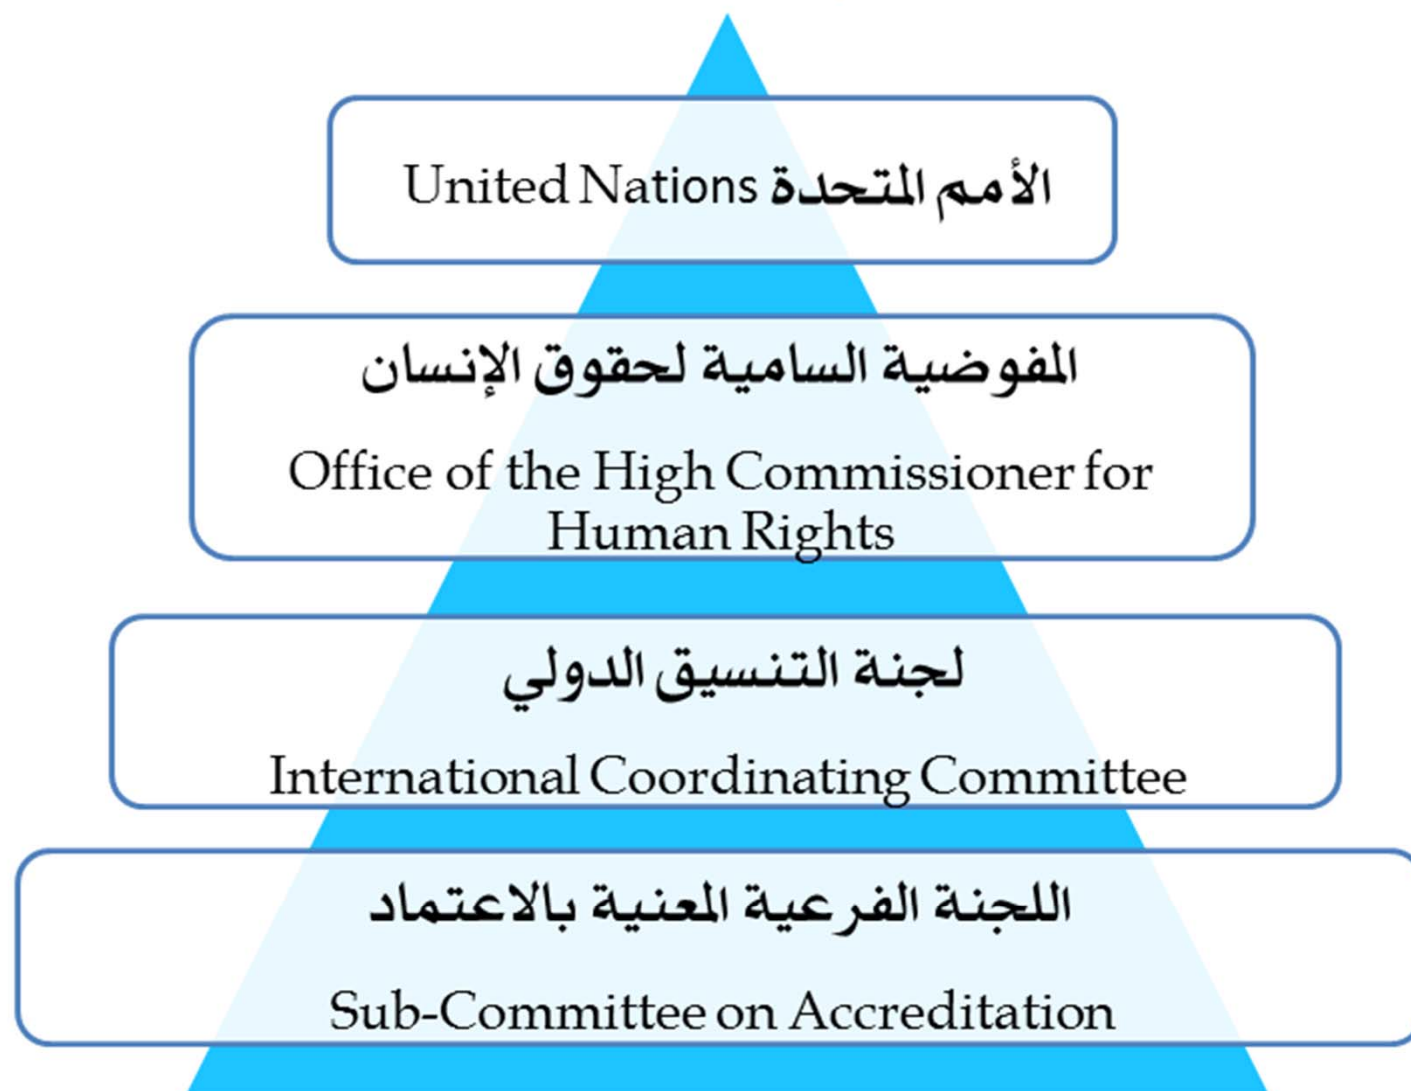 الأمم المتحدة United Nations
المفوضية السامية لحقوق الإنسان
Office of the High Commissioner for
Human Rights
لجنة التنسيق الدولي
International Coordinating Committee
اللجنة الفرعية المعنية بالاعتماد
Sub-Committee on Accreditation